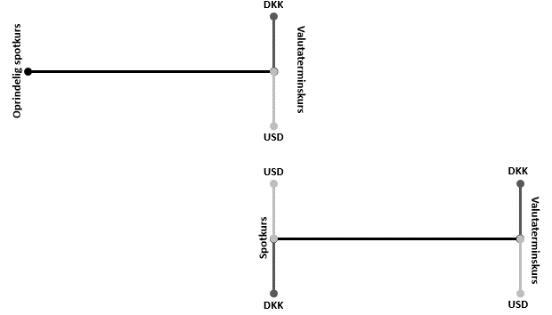 DKK
Oprindelig spotkurs
Valutaterminskurs
USD
USD
DKK
Spotkurs
Valutaterminskurs
DKK
USD